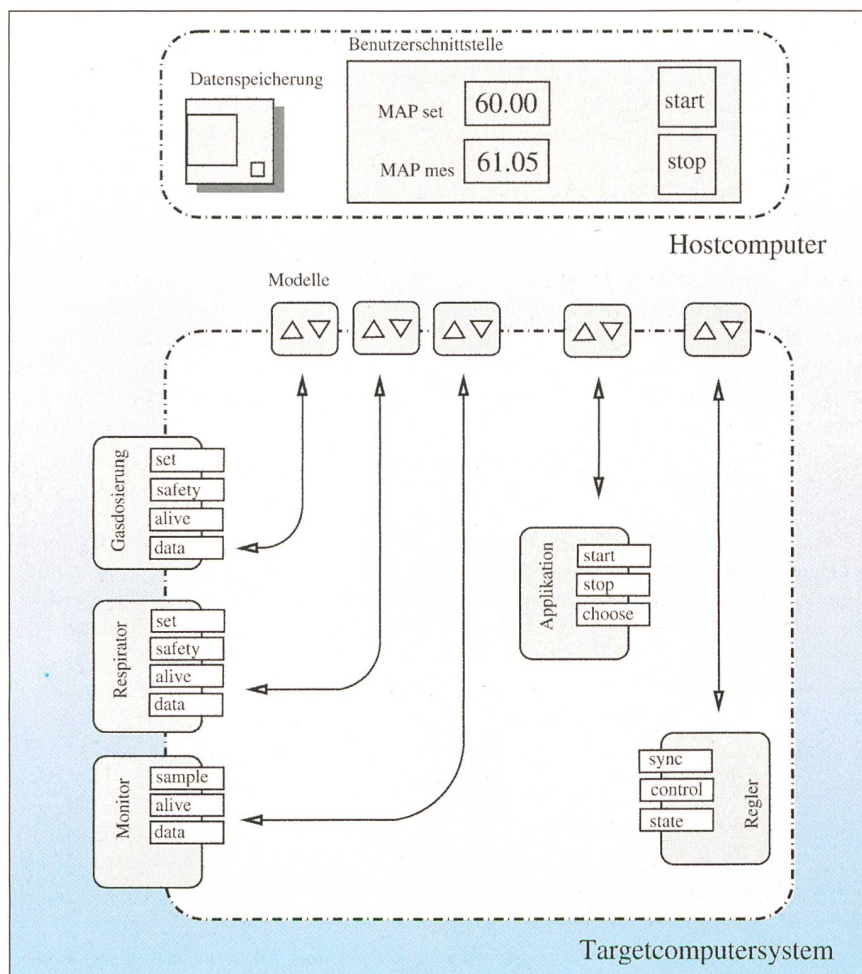 Benutzerschnittstelle
Datenspeicherung
MAP set
60.00
start
MAP mes
61.05
stop
Hostcomputer
Modelle
Gasdosierung
set
safety
alive
data
Respirator
set
safety
alive
data
Monitor
sample
alive
data
Applikation
start
stop
choose
Regler
sync
control
state
Targetcomputersystem